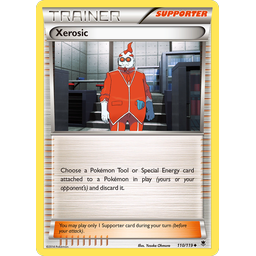 TRAINER
SUPPORTER
Xerosic
Choose a Pokémon Tool or Special Energy card
attached to a Pokémon in play (yours or your
opponent's) and discard it.
You may play only 1 Supporter card during your turn (before
your attack).
Illus. Yusuke Ohmura
110/119